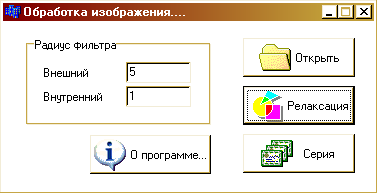 Обработка изображения....
Радиус фильтра
Внешний 5
Внутренний 1
Открыть
Релаксация
О программе...
Серия